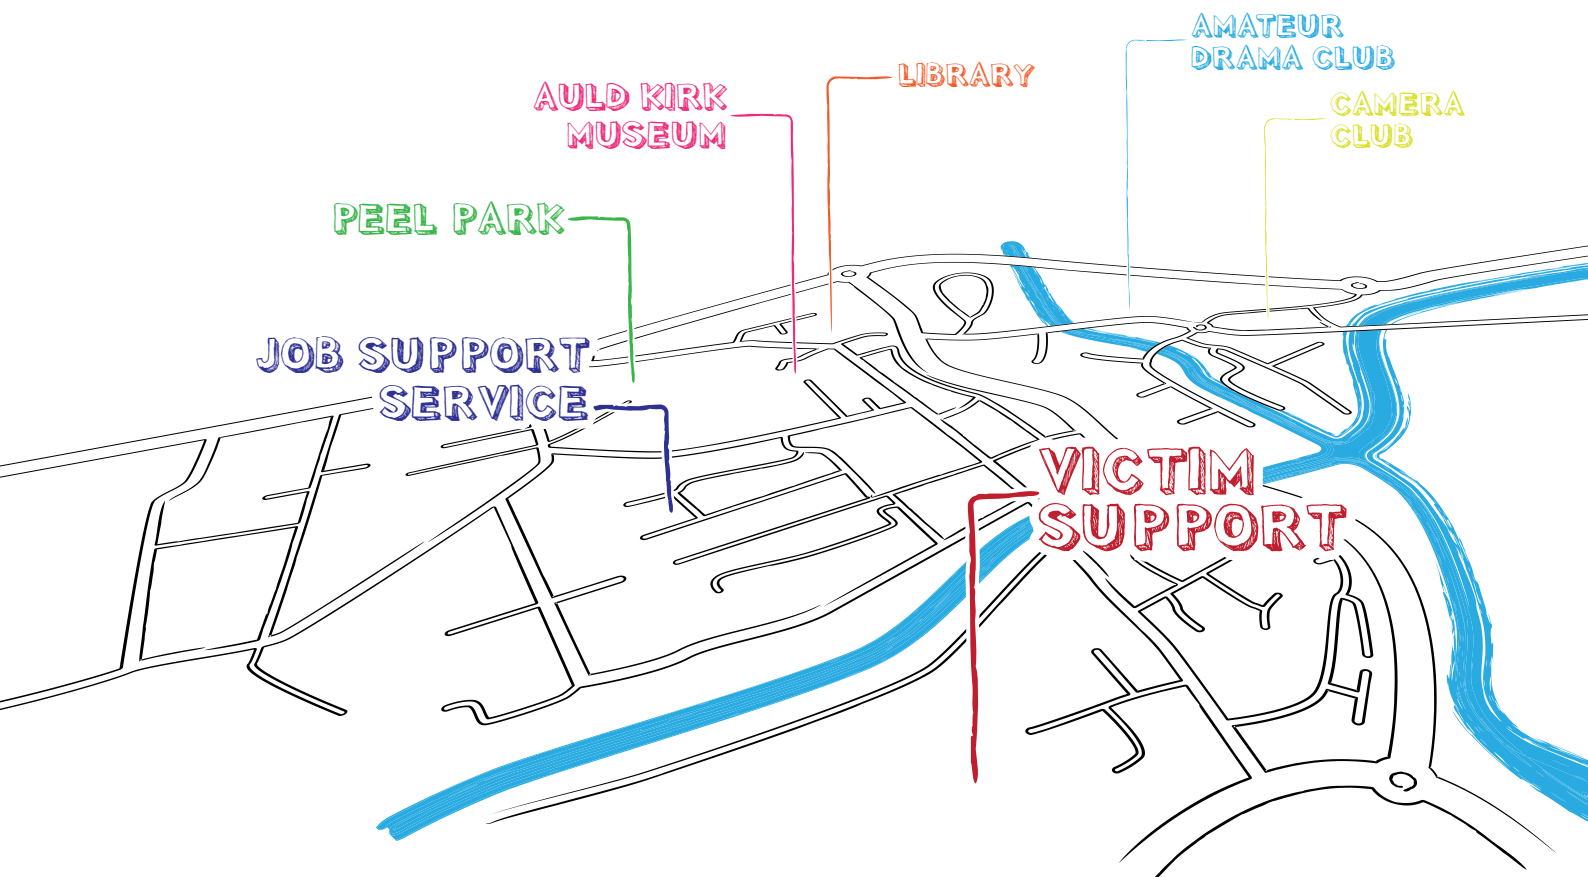 AMATEUR
DRAMA CLUB
LIBRARY
CAMERA
CLUB
AULD KIRK
MUSEUM
PEEL PARK
JOB SUPPORT
SERVICE
VICTIM
SUPPORT